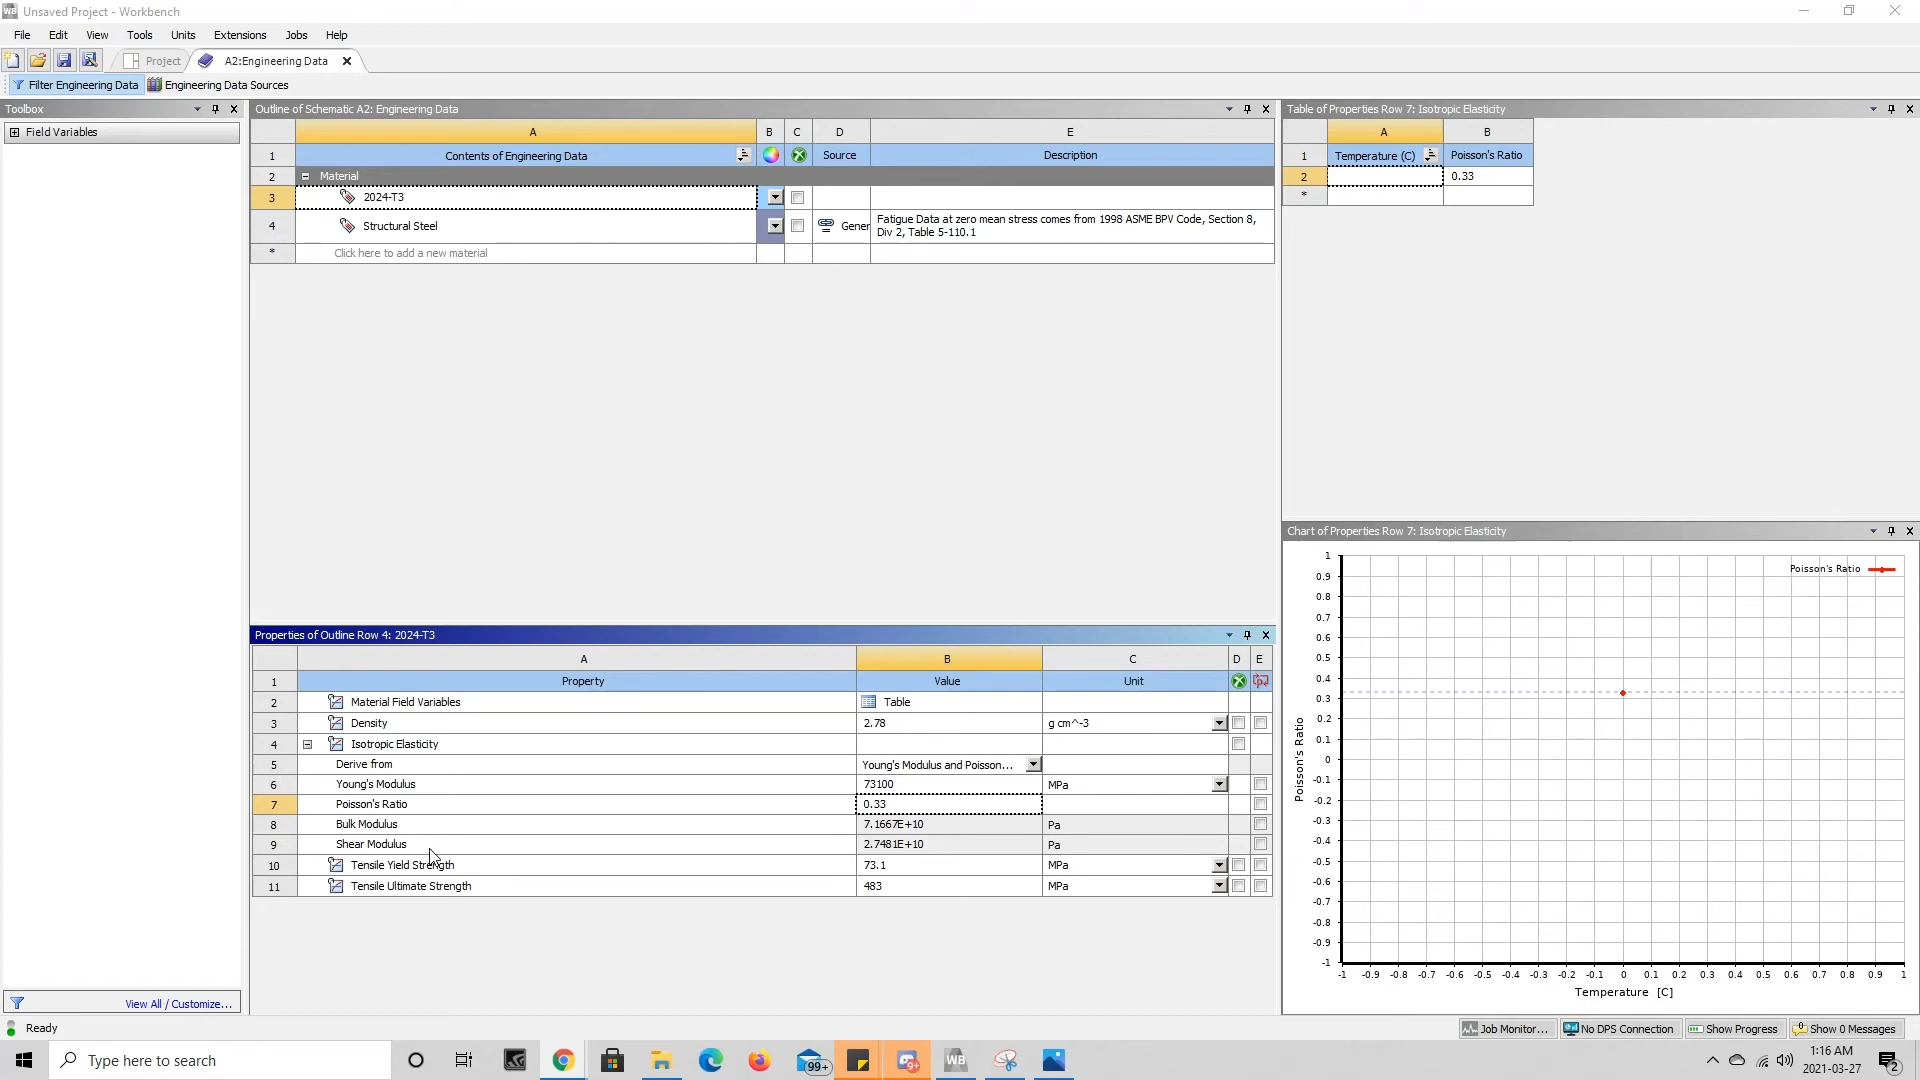 Unsaved Project - Workbench
File Edit View Tools Units Extensions Jobs Help
Project A2:Engineering Data
Filter Engineering Data Engineering Data Sources
Toolbox
Field Variables
View All / Customize...
Outline of Schematic A2: Engineering Data
A B C D E
1 Contents of Engineering Data Source Description
2 Material
3 2024-T3
4 Structural Steel Gener Fatigue Data at zero mean stress comes from 1998 ASME BPV Code, Section 8,
Div 2, Table 5-110.1
* Click here to add a new material
Table of Properties Row 7: Isotropic Elasticity
A B
1 Temperature (C) Poisson's Ratio
2 0.33
*
Properties of Outline Row 4: 2024-T3
A B C D E
1 Property Value Unit
2 Material Field Variables Table
3 Density 2.78 g cm^-3
4 Isotropic Elasticity
5 Derive from Young's Modulus and Poisson...
6 Young's Modulus 73100 MPa
7 Poisson's Ratio 0.33
8 Bulk Modulus 7.1667E+10 Pa
9 Shear Modulus 2.7481E+10 Pa
10 Tensile Yield Strength 73.1 MPa
11 Tensile Ultimate Strength 483 MPa
Chart of Properties Row 7: Isotropic Elasticity
Poisson's Ratio
1
0.9
0.8
0.7
0.6
0.5
0.4
0.3
0.2
0.1
0
-0.1
-0.2
-0.3
-0.4
-0.5
-0.6
-0.7
-0.8
-0.9
-1
Poisson's Ratio
-1 -0.9 -0.8 -0.7 -0.6 -0.5 -0.4 -0.3 -0.2 -0.1 0 0.1 0.2 0.3 0.4 0.5 0.6 0.7 0.8 0.9 1
Temperature [C]
Ready
Job Monitor... No DPS Connection Show Progress Show 0 Messages
Type here to search
99+
9+
WB
1:16 AM
2021-03-27
2